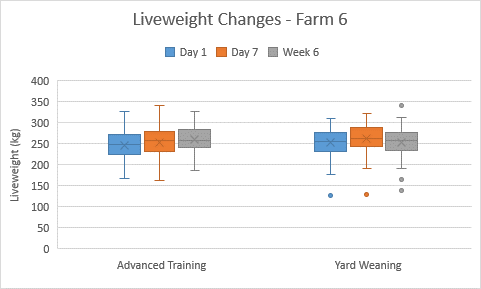 Liveweight Changes - Farm 6
Day 1 Day 7 Week 6
400
350
300
250
200
150
100
50
0
Liveweight (kg)
Advanced Training Yard Weaning